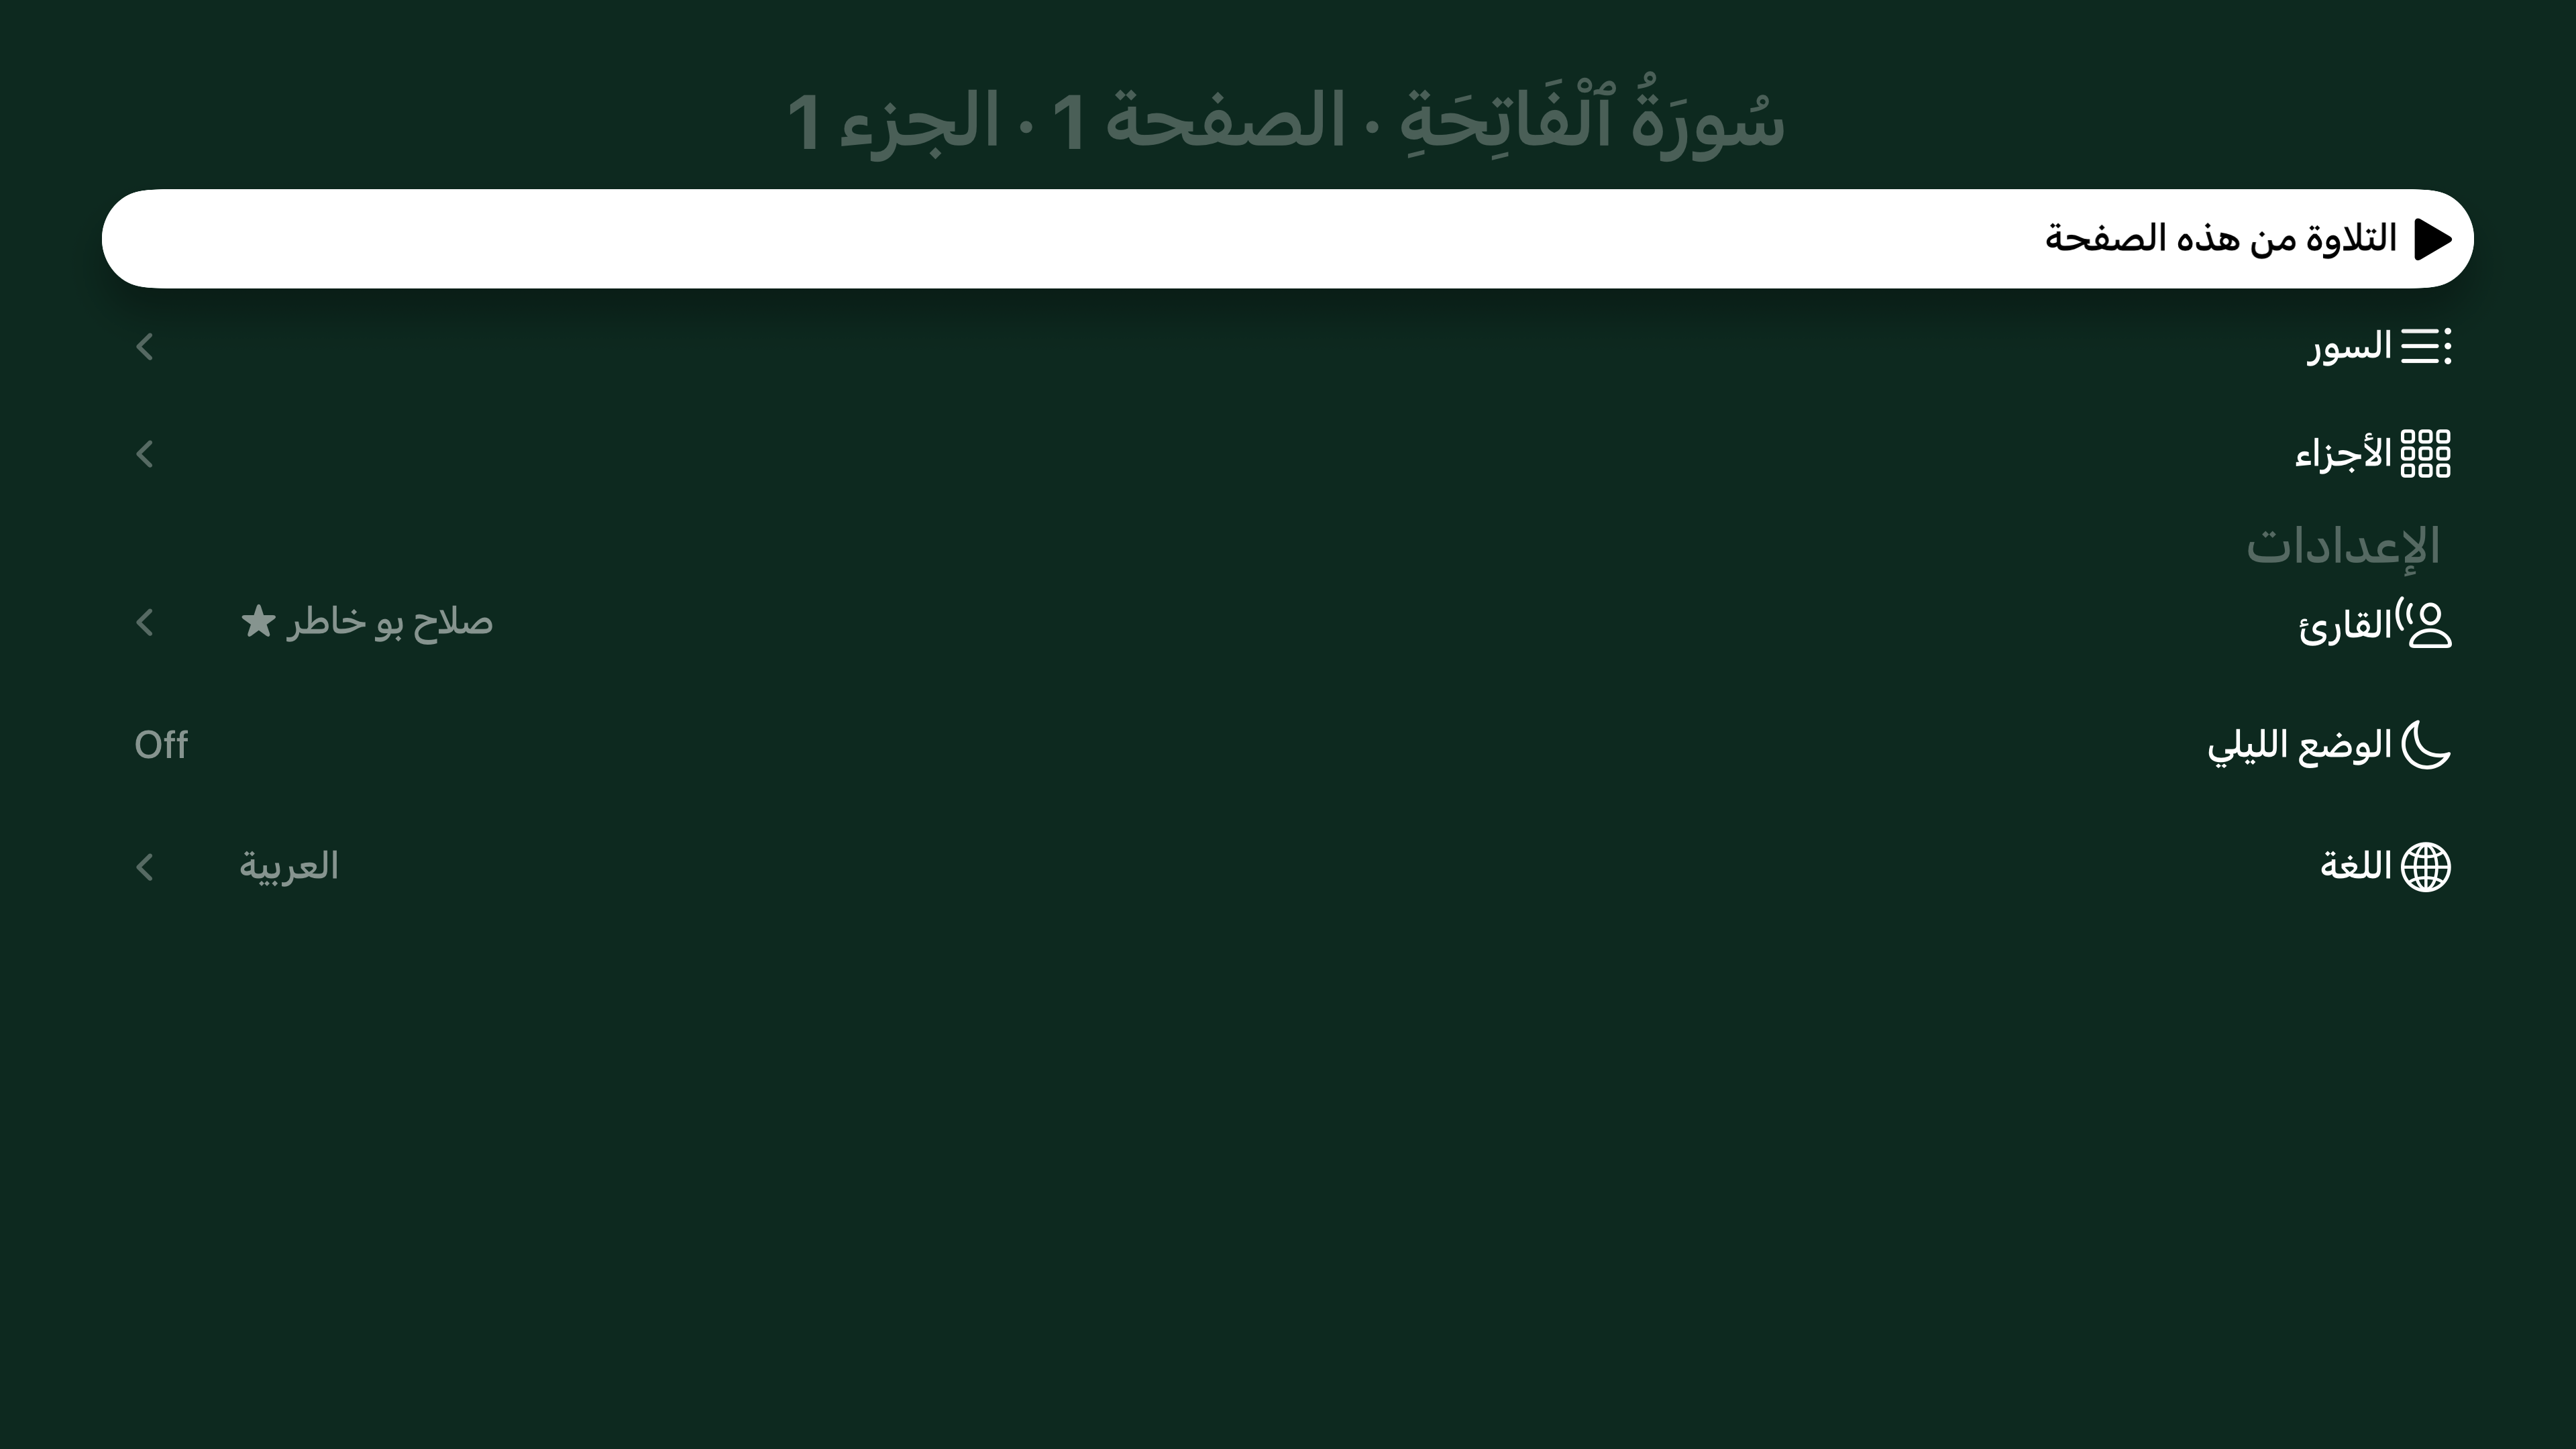 سُورَةُ ٱلْفَاتِحَةِ · الصفحة 1 · الجزء 1
التلاوة من هذه الصفحة
السور
الأجزاء
الإعدادات
القارئ صلاح بو خاطر ★
الوضع الليلي Off
اللغة العربية